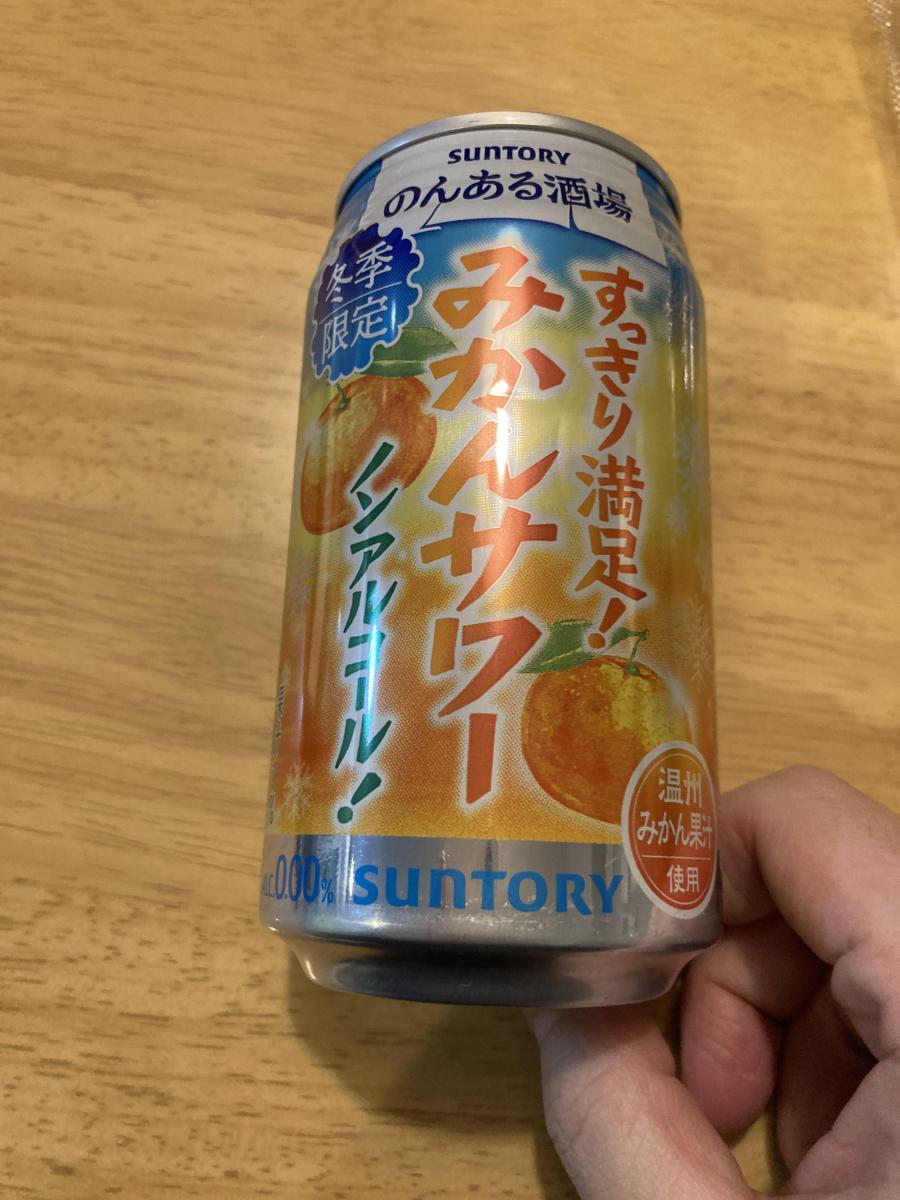 SUNTORY
のんある酒場
冬季
限定
すっきり満足!
みかんサワー
ノンアルコール!
温州
みかん果汁
使用
ALC.0.00%
SUNTORY